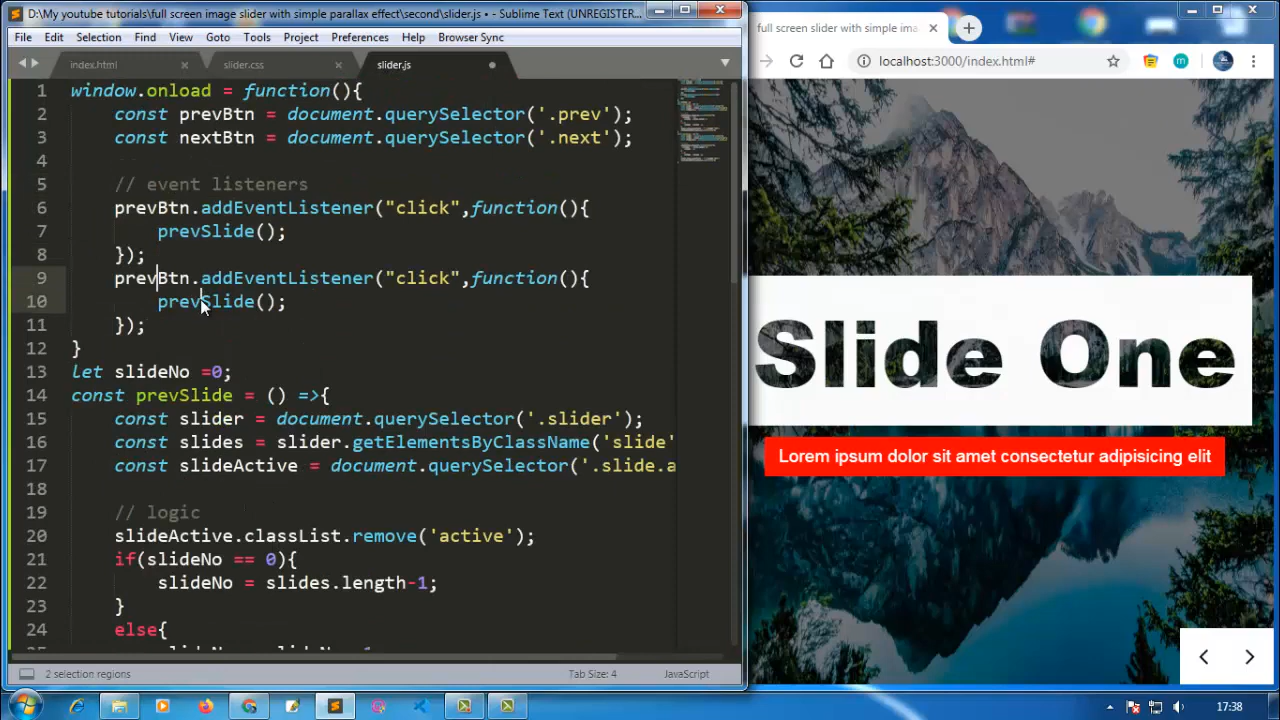 D:\My youtube tutorials\full screen image slider with simple parallax effect\second\slider.js • - Sublime Text (UNREGISTER...
File Edit Selection Find View Goto Tools Project Preferences Help Browser Sync
index.html × slider.css × slider.js
1 window.onload = function(){
2 const prevBtn = document.querySelector('.prev');
3 const nextBtn = document.querySelector('.next');
4
5 // event listeners
6 prevBtn.addEventListener("click",function(){
7 prevSlide();
8 });
9 prevBtn.addEventListener("click",function(){
10 prevSlide();
11 });
12 }
13 let slideNo =0;
14 const prevSlide = () =>{
15 const slider = document.querySelector('.slider');
16 const slides = slider.getElementsByClassName('slide'
17 const slideActive = document.querySelector('.slide.a
18
19 // logic
20 slideActive.classList.remove('active');
21 if(slideNo == 0){
22 slideNo = slides.length-1;
23 }
24 else{
2 selection regions
Tab Size: 4
JavaScript
full screen slider with simple ima
localhost:3000/index.html#
Slide One
Lorem ipsum dolor sit amet consectetur adipisicing elit
17:38